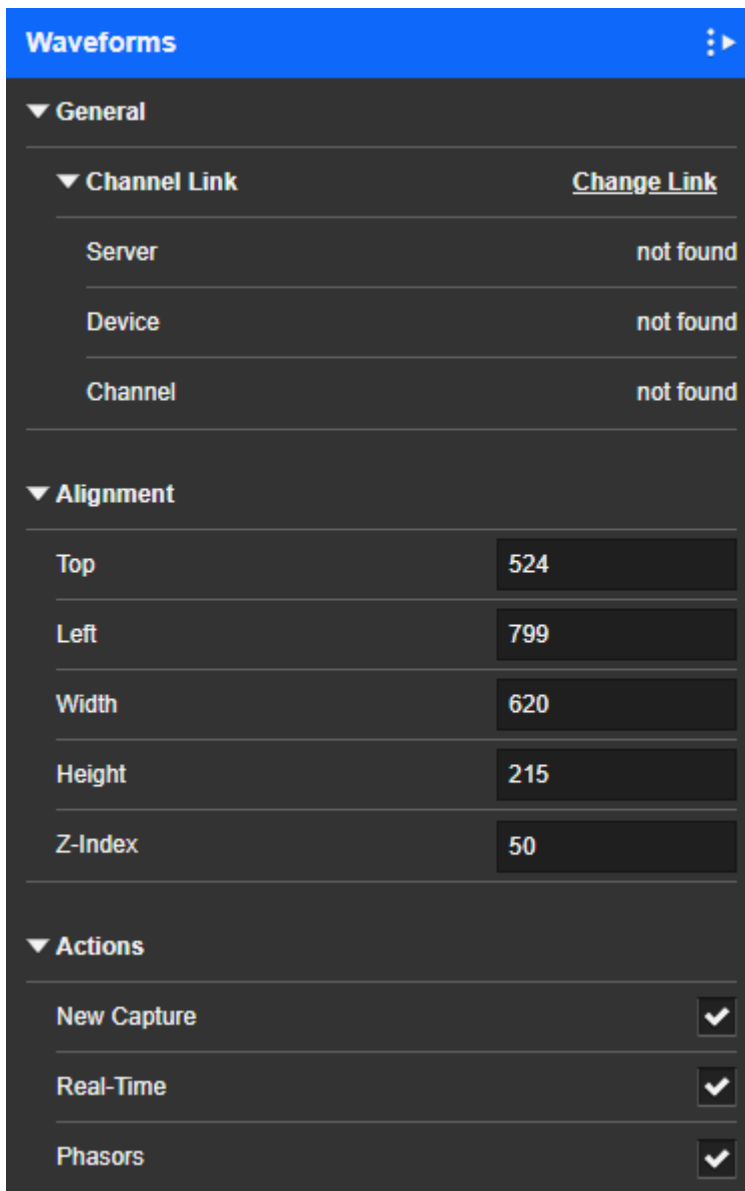 Waveforms
General
Channel Link Change Link
Server not found
Device not found
Channel not found
Alignment
Top 524
Left 799
Width 620
Height 215
Z-Index 50
Actions
New Capture
Real-Time
Phasors